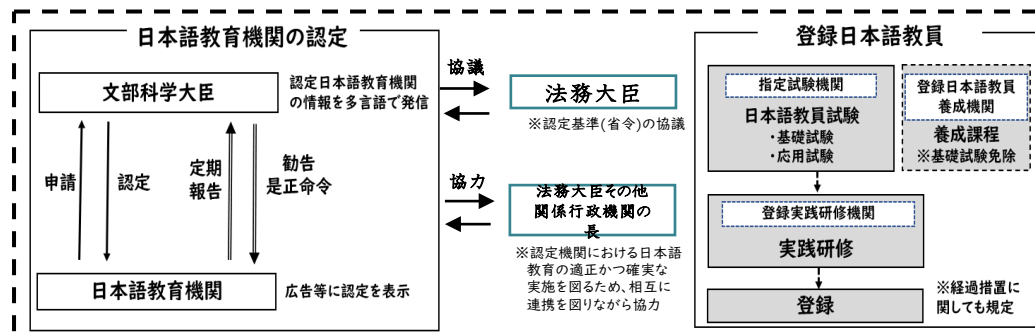 日本語教育機関の認定
文部科学大臣
認定日本語教育機関
の情報を多言語で発信
申請
認定
定期
報告
勧告
是正命令
日本語教育機関
広告等に認定を表示
協議
法務大臣
※認定基準(省令)の協議
協力
法務大臣その他
関係行政機関の
長
※認定機関における日本語
教育の適正かつ確実な
実施を図るため、相互に
連携を図りながら協力
登録日本語教員
指定試験機関
日本語教員試験
・基礎試験
・応用試験
登録日本語教員
養成機関
養成課程
※基礎試験免除
登録実践研修機関
実践研修
登録
※経過措置に
関しても規定